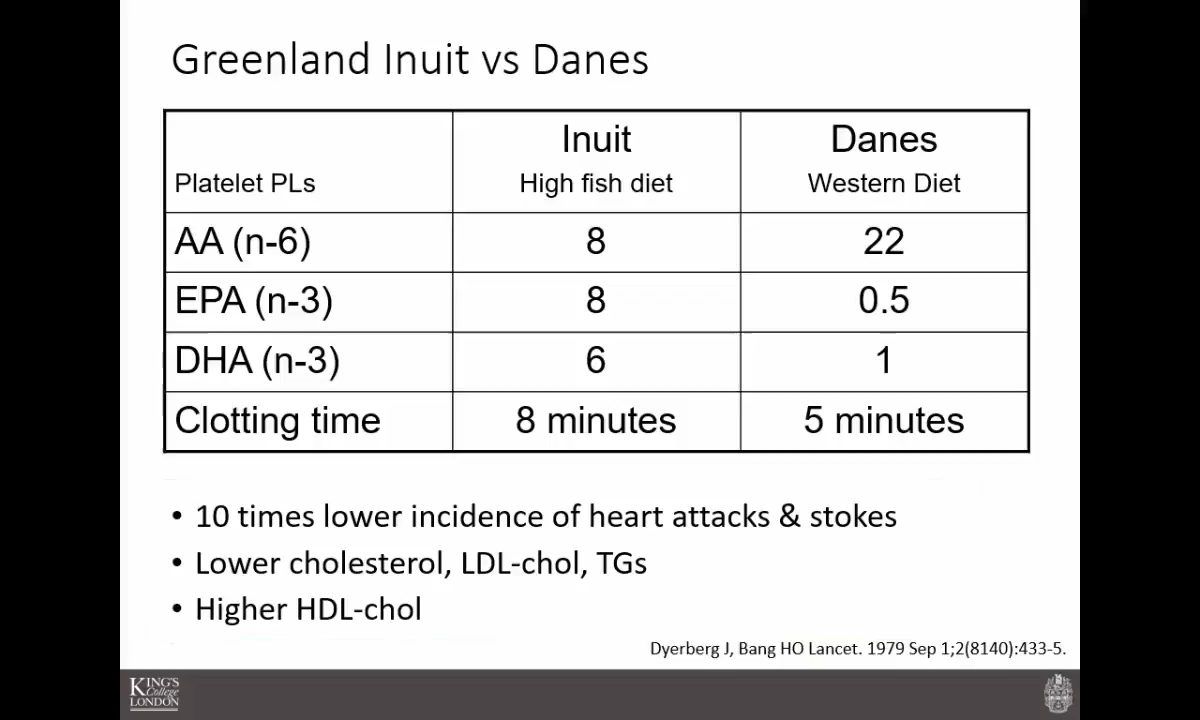 Greenland Inuit vs Danes
Inuit Danes
Platelet PLs High fish diet Western Diet
AA (n-6) 8 22
EPA (n-3) 8 0.5
DHA (n-3) 6 1
Clotting time 8 minutes 5 minutes
• 10 times lower incidence of heart attacks & stokes
• Lower cholesterol, LDL-chol, TGs
• Higher HDL-chol
Dyerberg J, Bang HO Lancet. 1979 Sep 1;2(8140):433-5.
KING'S
College
LONDON